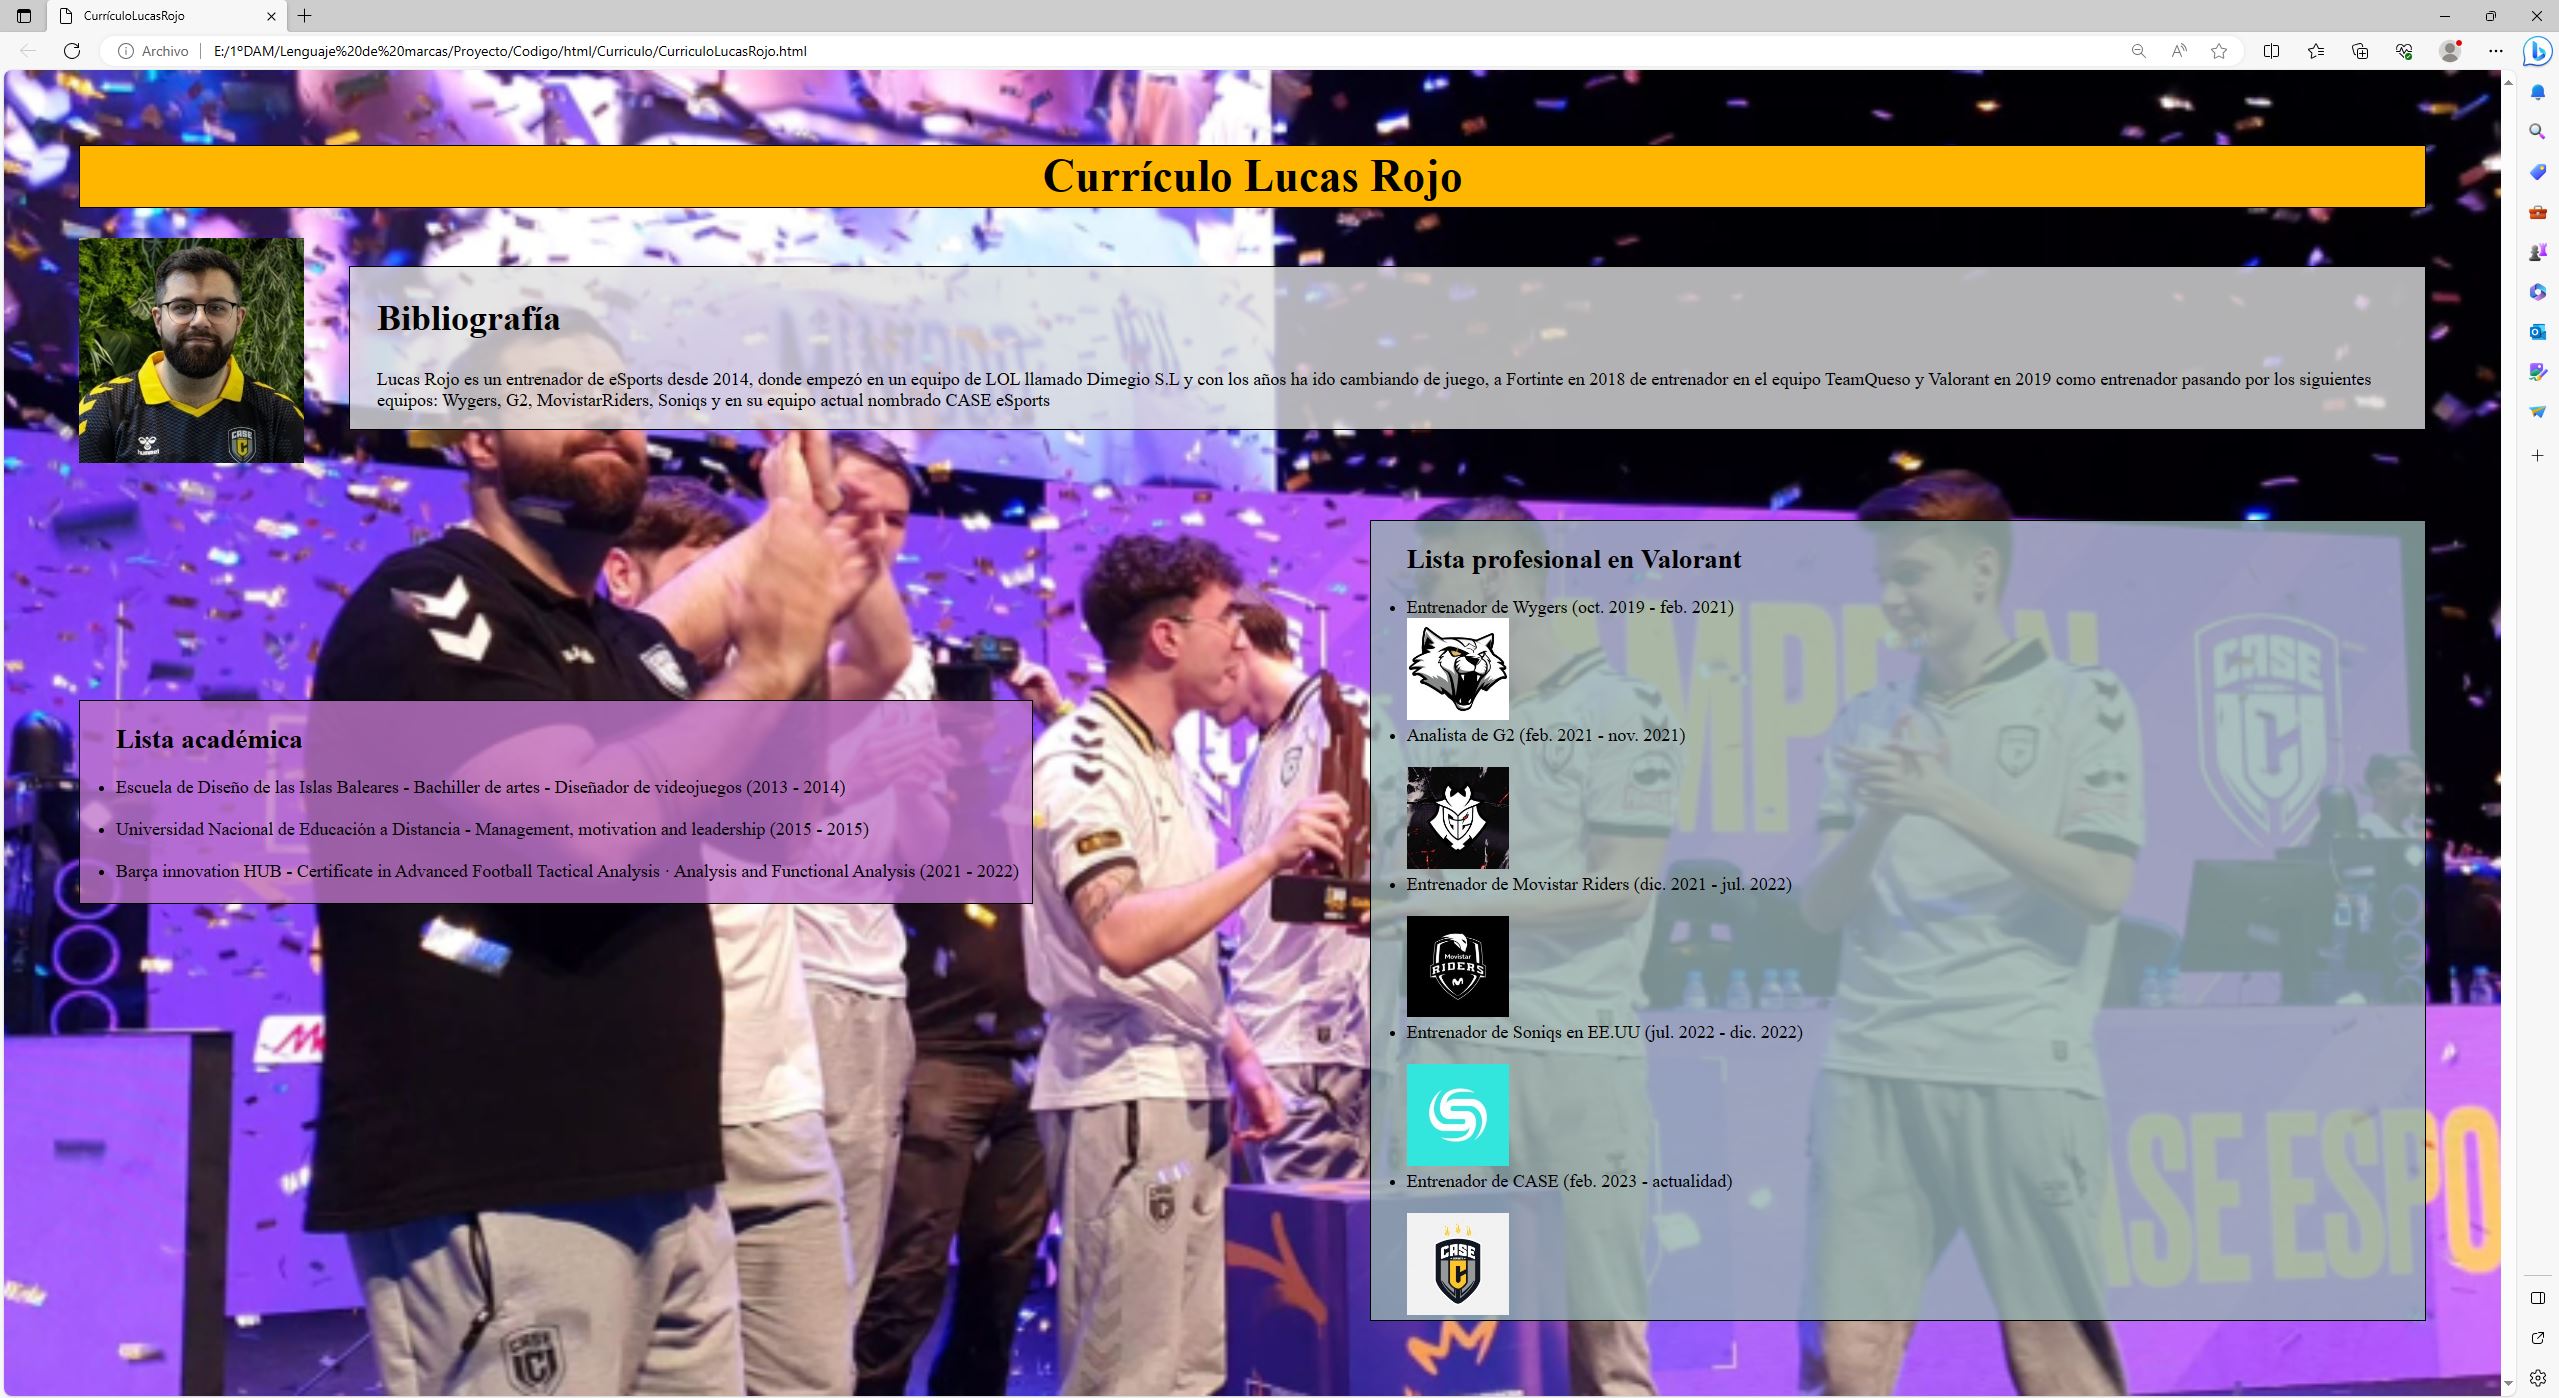 CurrículoLucasRojo
Archivo
E:/1ºDAM/Lenguaje%20de%20marcas/Proyecto/Codigo/html/Curriculo/CurriculoLucasRojo.html
Currículo Lucas Rojo
hummel
CASE
Bibliografía
Lucas Rojo es un entrenador de eSports desde 2014, donde empezó en un equipo de LOL llamado Dimegio S.L y con los años ha ido cambiando de juego, a Fortinte en 2018 de entrenador en el equipo TeamQueso y Valorant en 2019 como entrenador pasando por los siguientes
equipos: Wygers, G2, MovistarRiders, Soniqs y en su equipo actual nombrado CASE eSports
Lista académica
Escuela de Diseño de las Islas Baleares - Bachiller de artes - Diseñador de videojuegos (2013 - 2014)
Universidad Nacional de Educación a Distancia - Management, motivation and leadership (2015 - 2015)
Barça innovation HUB - Certificate in Advanced Football Tactical Analysis · Analysis and Functional Analysis (2021 - 2022)
Lista profesional en Valorant
Entrenador de Wygers (oct. 2019 - feb. 2021)
Analista de G2 (feb. 2021 - nov. 2021)
G2
Entrenador de Movistar Riders (dic. 2021 - jul. 2022)
Movistar
RIDERS
Entrenador de Soniqs en EE.UU (jul. 2022 - dic. 2022)
Entrenador de CASE (feb. 2023 - actualidad)
CASE
CASE
CASE ESPO